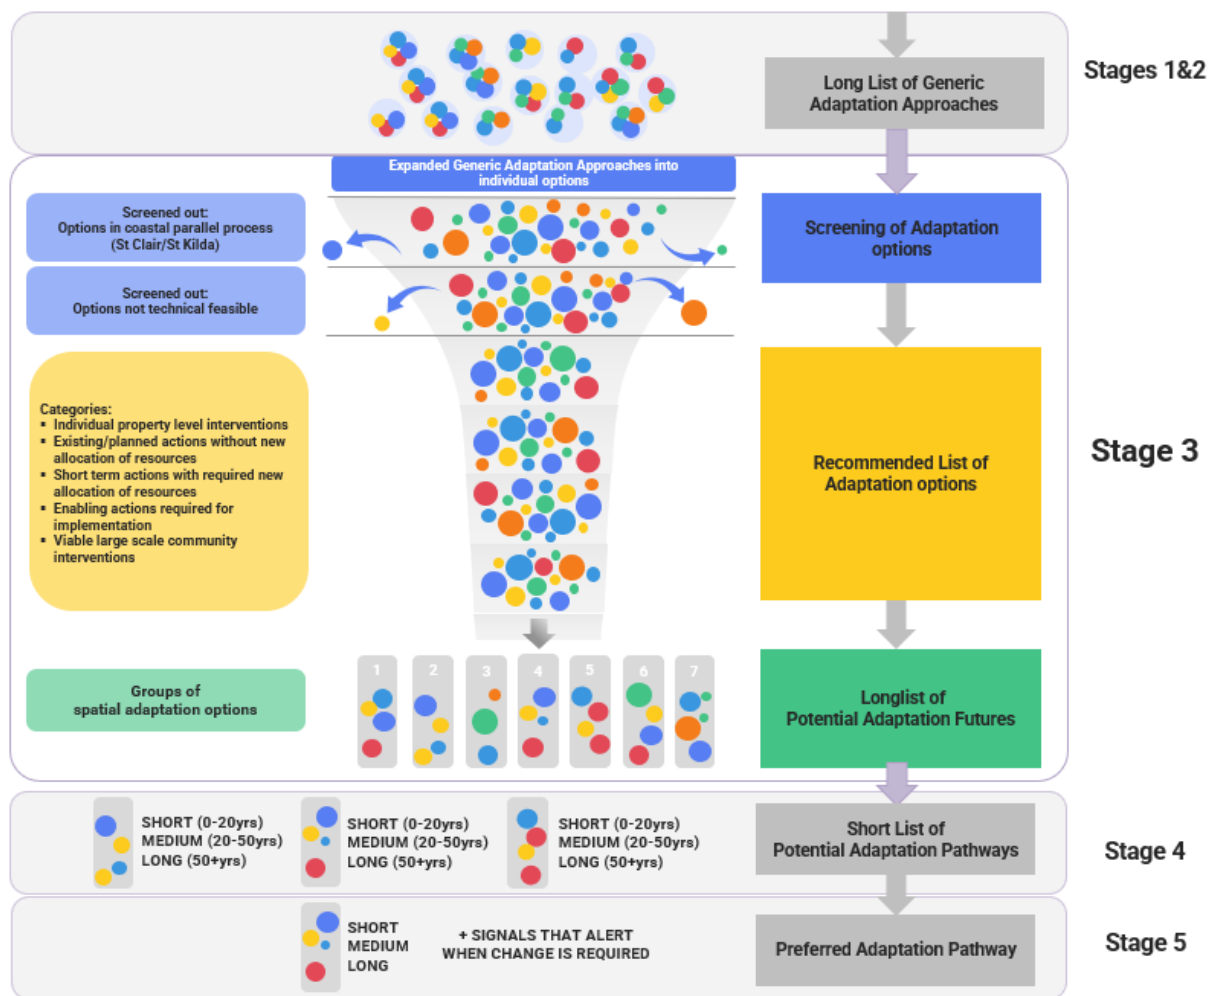 Long List of Generic
Adaptation Approaches
Stages 1&2
Expanded Generic Adaptation Approaches into
individual options
Screened out:
Options in coastal parallel process
(St Clair/St Kilda)
Screening of Adaptation
options
Screened out:
Options not technical feasible
Categories:
▪ Individual property level interventions
▪ Existing/planned actions without new
allocation of resources
▪ Short term actions with required new
allocation of resources
▪ Enabling actions required for
implementation
▪ Viable large scale community
interventions
Recommended List of
Adaptation options
Stage 3
Groups of
spatial adaptation options
1 2 3 4 5 6 7
Longlist of
Potential Adaptation Futures
SHORT (0-20yrs)
MEDIUM (20-50yrs)
LONG (50+yrs)
SHORT (0-20yrs)
MEDIUM (20-50yrs)
LONG (50+yrs)
SHORT (0-20yrs)
MEDIUM (20-50yrs)
LONG (50+yrs)
Short List of
Potential Adaptation Pathways
Stage 4
SHORT
MEDIUM
LONG
+ SIGNALS THAT ALERT
WHEN CHANGE IS REQUIRED
Preferred Adaptation Pathway
Stage 5